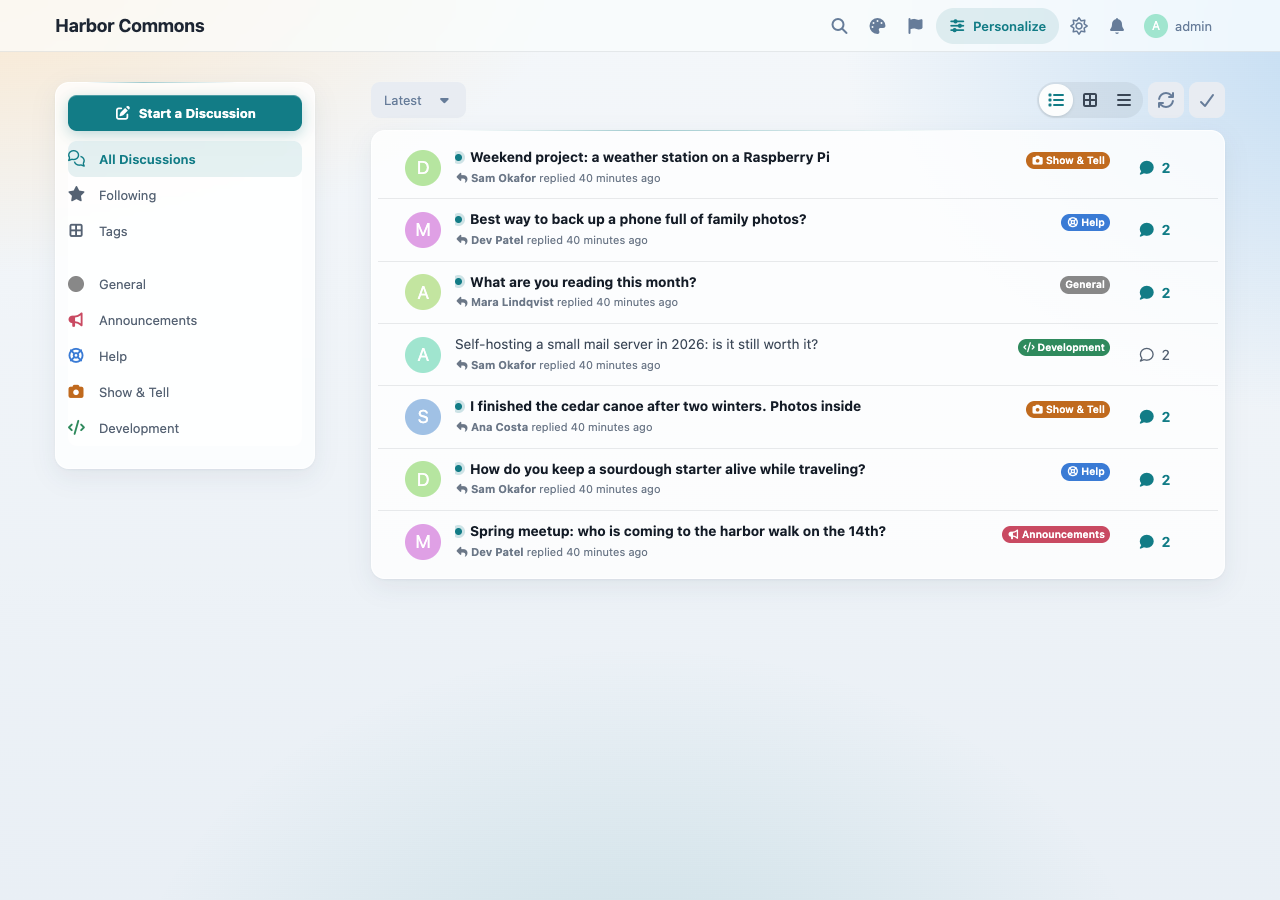 Harbor Commons
Personalize
A
admin
Start a Discussion
All Discussions
Following
Tags
General
Announcements
Help
Show & Tell
Development
Latest
D
Weekend project: a weather station on a Raspberry Pi
Sam Okafor replied 40 minutes ago
Show & Tell
2
M
Best way to back up a phone full of family photos?
Dev Patel replied 40 minutes ago
Help
2
A
What are you reading this month?
Mara Lindqvist replied 40 minutes ago
General
2
A
Self-hosting a small mail server in 2026: is it still worth it?
Sam Okafor replied 40 minutes ago
Development
2
S
I finished the cedar canoe after two winters. Photos inside
Ana Costa replied 40 minutes ago
Show & Tell
2
D
How do you keep a sourdough starter alive while traveling?
Sam Okafor replied 40 minutes ago
Help
2
M
Spring meetup: who is coming to the harbor walk on the 14th?
Dev Patel replied 40 minutes ago
Announcements
2